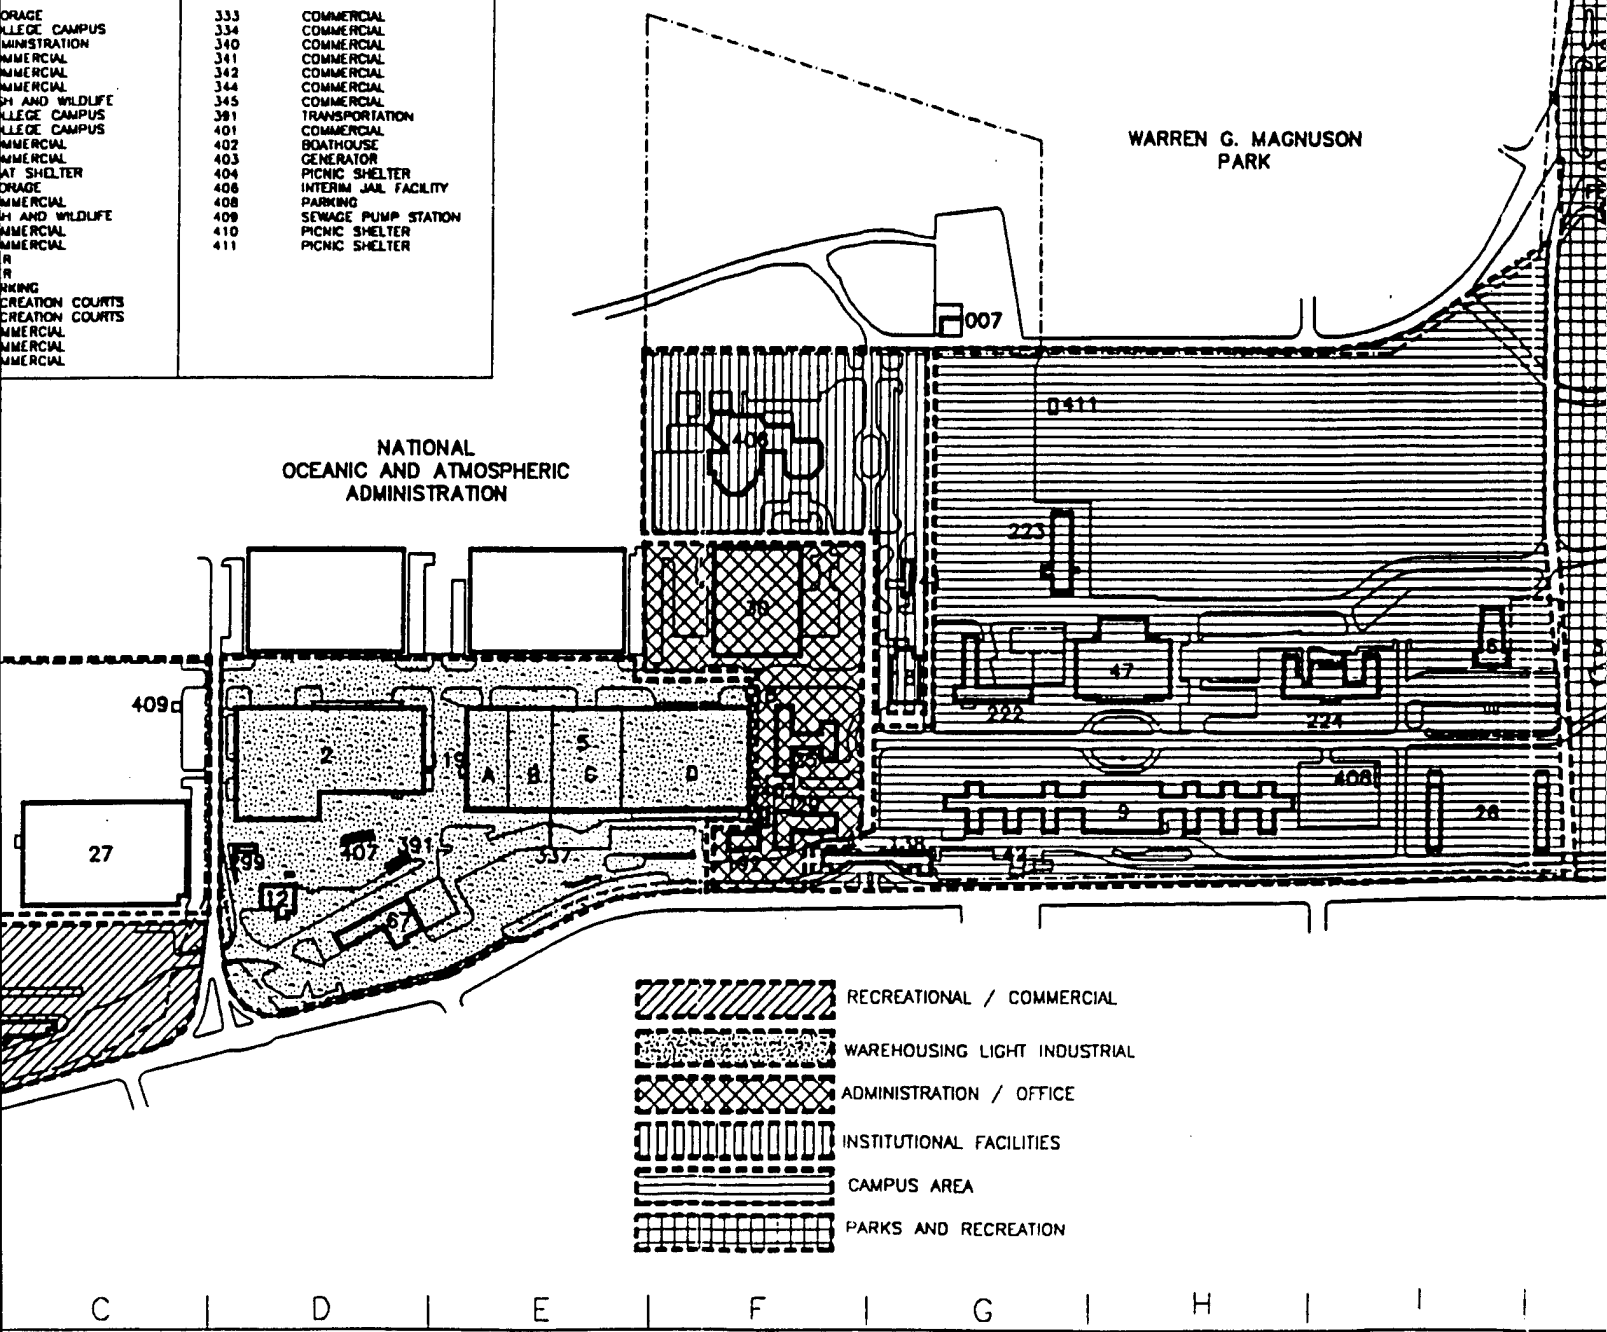 ORAGE 333 COMMERCIAL
LLEGE CAMPUS 334 COMMERCIAL
MINISTRATION 340 COMMERCIAL
MMERCIAL 341 COMMERCIAL
MMERCIAL 342 COMMERCIAL
MMERCIAL 344 COMMERCIAL
H AND WILDLIFE 345 COMMERCIAL
LLEGE CAMPUS 391 TRANSPORTATION
LLEGE CAMPUS 401 COMMERCIAL
MMERCIAL 402 BOATHOUSE
MMERCIAL 403 GENERATOR
AT SHELTER 404 PICNIC SHELTER
ORAGE 406 INTERIM JAIL FACILITY
MMERCIAL 408 PARKING
H AND WILDLIFE 409 SEWAGE PUMP STATION
MMERCIAL 410 PICNIC SHELTER
MMERCIAL 411 PICNIC SHELTER
R
R
RKING
CREATION COURTS
CREATION COURTS
MMERCIAL
MMERCIAL
MMERCIAL
WARREN G. MAGNUSON
PARK
007
411
406
NATIONAL
OCEANIC AND ATMOSPHERIC
ADMINISTRATION
223
30
47
222
224
409
2
19
5
A B C D
408
9
26
27
299
407
391
337
138
12
67
RECREATIONAL / COMMERCIAL
WAREHOUSING LIGHT INDUSTRIAL
ADMINISTRATION / OFFICE
INSTITUTIONAL FACILITIES
CAMPUS AREA
PARKS AND RECREATION
C D E F G H I